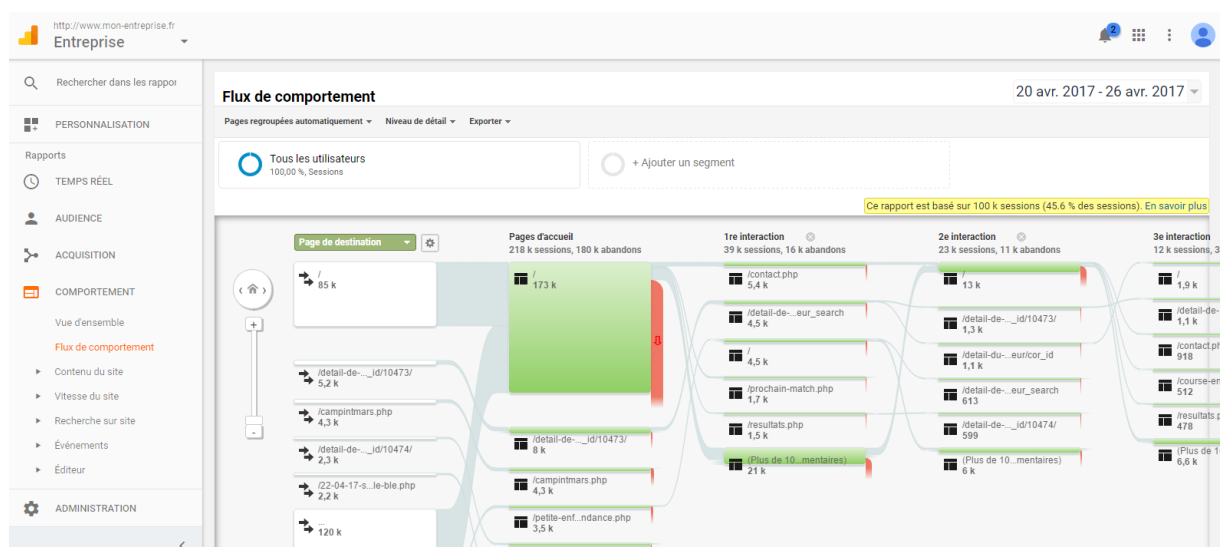 http://www.mon-entreprise.fr
Entreprise
2
Rechercher dans les rappor
PERSONNALISATION
Rapports
TEMPS RÉEL
AUDIENCE
ACQUISITION
COMPORTEMENT
Vue d'ensemble
Flux de comportement
Contenu du site
Vitesse du site
Recherche sur site
Événements
Éditeur
ADMINISTRATION
Flux de comportement
20 avr. 2017 - 26 avr. 2017
Pages regroupées automatiquement Niveau de détail Exporter
Tous les utilisateurs
100,00 %, Sessions
+ Ajouter un segment
Ce rapport est basé sur 100 k sessions (45.6 % des sessions). En savoir plus
Page de destination
/
85 k
/detail-de-..._id/10473/
5,2 k
/campintmars.php
4,3 k
/detail-de-..._id/10474/
2,3 k
/22-04-17-s...le-ble.php
2,2 k
...
120 k
Pages d'accueil
218 k sessions, 180 k abandons
/
173 k
/detail-de-..._id/10473/
8 k
/campintmars.php
4,3 k
/petite-enf...ndance.php
3,5 k
1re interaction
39 k sessions, 16 k abandons
/contact.php
5,4 k
/detail-de-...eur_search
4,5 k
/
4,5 k
/prochain-match.php
1,7 k
/resultats.php
1,5 k
(Plus de 10...mentaires)
21 k
2e interaction
23 k sessions, 11 k abandons
/
13 k
/detail-de-..._id/10473/
1,3 k
/detail-du-...eur/cor_id
1,1 k
/detail-de-...eur_search
613
/detail-de-..._id/10474/
599
(Plus de 10...mentaires)
6 k
3e interaction
12 k sessions, 3
/
1,9 k
/detail-de-
1,1 k
/contact.ph
918
/course-en
512
/resultats.p
478
(Plus de 1
6,6 k